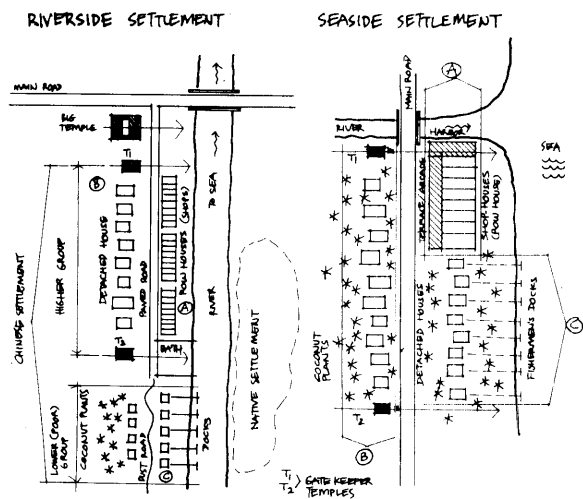 RIVERSIDE SETTLEMENT
MAIN ROAD
BIG
TEMPLE
T1
B
DETACHED HOUSE
PAVED ROAD
ROW HOUSES (SHOPS)
A
TO SEA
RIVER
HIGHER GROUP
CHINESE SETTLEMENT
T2
BATH
NATIVE SETTLEMENT
LOWER (POOR)
GROUP
COCONUT PLANTS
DUST ROAD
C
DOCKS
SEASIDE SETTLEMENT
MAIN ROAD
A
RIVER
HARBOR
SEA
T1
TERRACE/ARCADE
SHOP HOUSES
(ROW HOUSE)
COCONUT
PLANTS
DETACHED HOUSES
FISHERMEN'S DOCKS
C
T2
B
T1
T2 > GATE KEEPER
TEMPLES